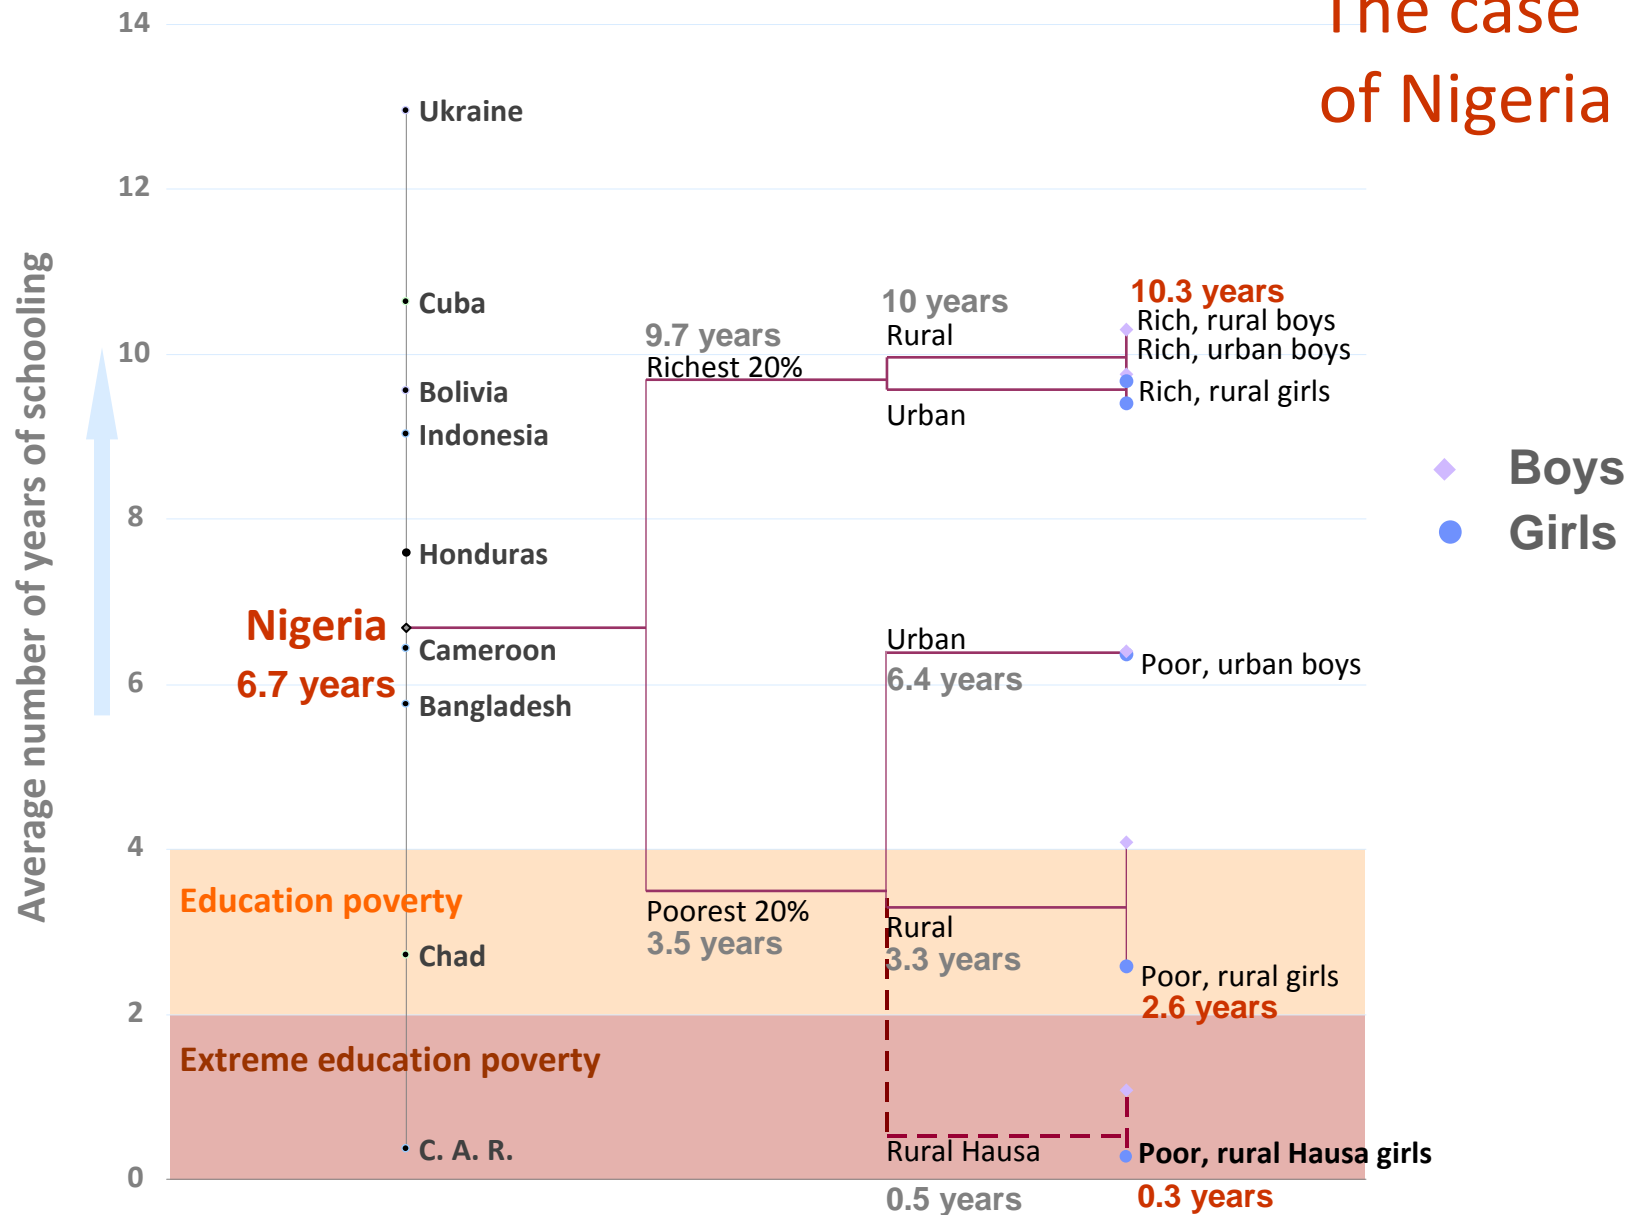 The case
of Nigeria
Average number of years of schooling
14
12
10
8
6
4
2
0
Ukraine
Cuba
Bolivia
Indonesia
Honduras
Nigeria
6.7 years
Cameroon
Bangladesh
Chad
C. A. R.
Education poverty
Extreme education poverty
9.7 years
Richest 20%
Poorest 20%
3.5 years
10 years
Rural
Urban
Urban
6.4 years
Rural
3.3 years
Rural Hausa
0.5 years
10.3 years
Rich, rural boys
Rich, urban boys
Rich, rural girls
Poor, urban boys
Poor, rural girls
2.6 years
Poor, rural Hausa girls
0.3 years
Boys
Girls